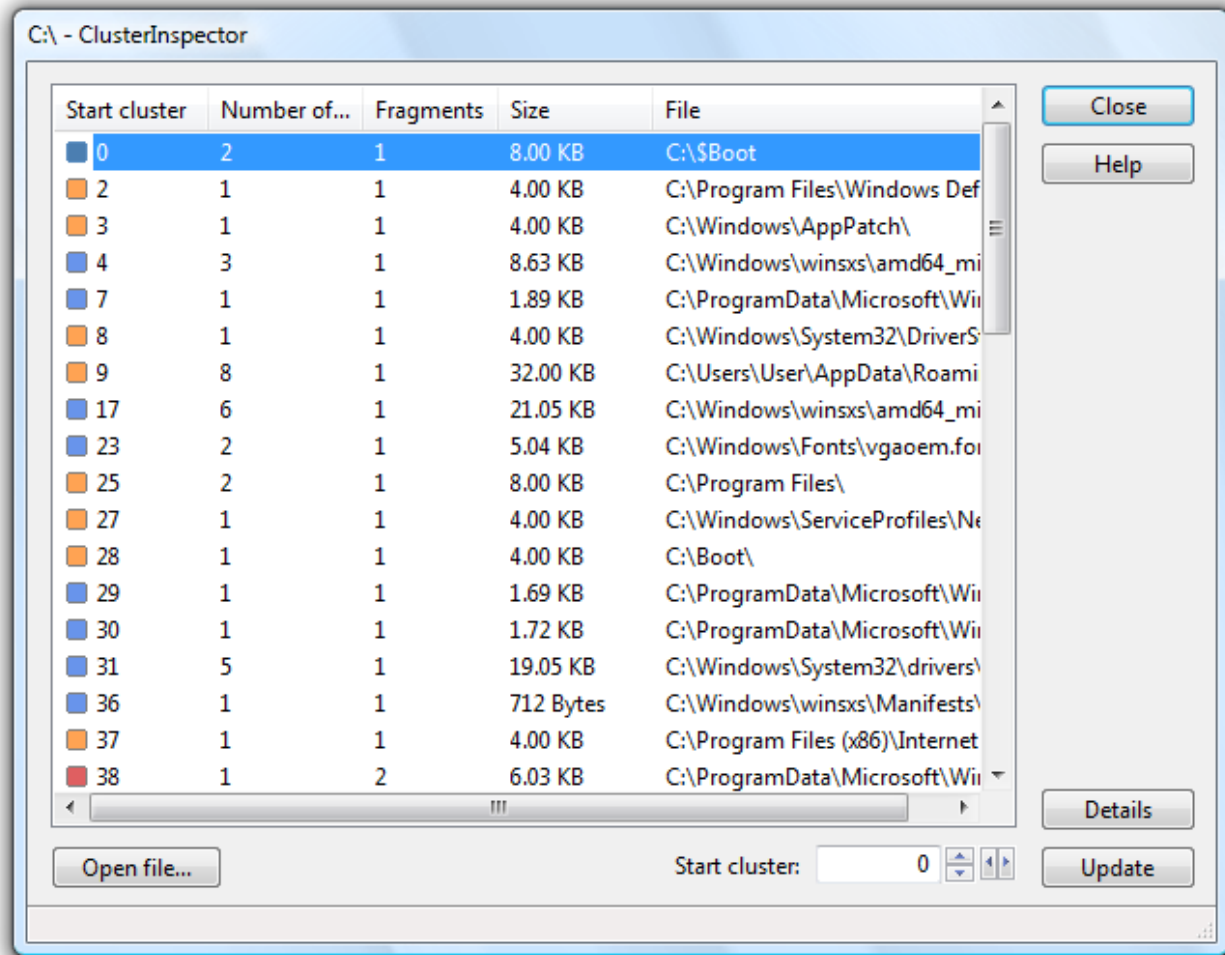 C:\ - ClusterInspector
Start cluster Number of... Fragments Size File
0 2 1 8.00 KB C:\$Boot
2 1 1 4.00 KB C:\Program Files\Windows Def
3 1 1 4.00 KB C:\Windows\AppPatch\
4 3 1 8.63 KB C:\Windows\winsxs\amd64_mi
7 1 1 1.89 KB C:\ProgramData\Microsoft\Wi
8 1 1 4.00 KB C:\Windows\System32\DriverS
9 8 1 32.00 KB C:\Users\User\AppData\Roami
17 6 1 21.05 KB C:\Windows\winsxs\amd64_mi
23 2 1 5.04 KB C:\Windows\Fonts\vgaoem.fo
25 2 1 8.00 KB C:\Program Files\
27 1 1 4.00 KB C:\Windows\ServiceProfiles\Ne
28 1 1 4.00 KB C:\Boot\
29 1 1 1.69 KB C:\ProgramData\Microsoft\Wi
30 1 1 1.72 KB C:\ProgramData\Microsoft\Wi
31 5 1 19.05 KB C:\Windows\System32\drivers\
36 1 1 712 Bytes C:\Windows\winsxs\Manifests\
37 1 1 4.00 KB C:\Program Files (x86)\Internet
38 1 2 6.03 KB C:\ProgramData\Microsoft\Wi
Close
Help
Details
Open file...
Start cluster: 0
Update